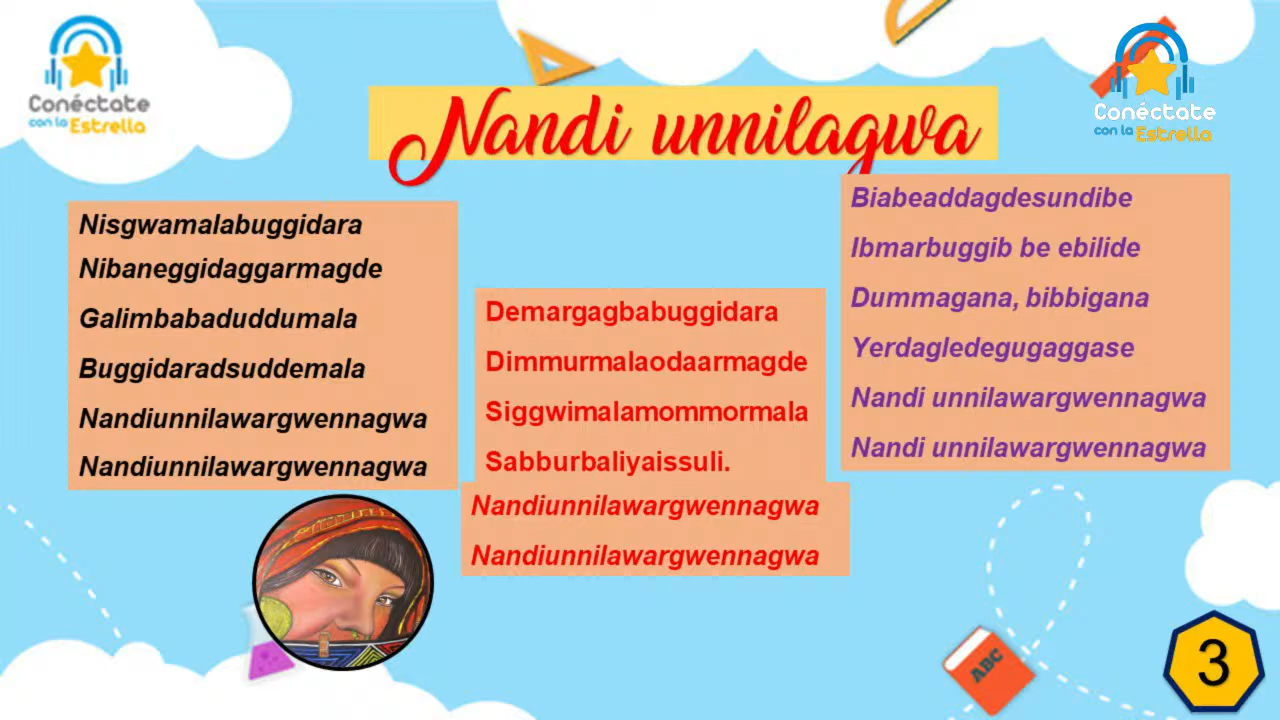 Conéctate
con la Estrella
Conéctate
con la Estrella
Nandi unnilagwa
Nisgwamalabuggidara
Nibaneggidaggarmagde
Galimbabaduddumala
Buggidaradsuddemala
Nandiunnilawargwennagwa
Nandiunnilawargwennagwa
Demargagbabuggidara
Dimmurmalaodaarmagde
Siggwimalamommormala
Sabburbaliyaissuli.
Nandiunnilawargwennagwa
Nandiunnilawargwennagwa
Biabeaddagdesundibe
Ibmarbuggib be ebilide
Dummagana, bibbigana
Yerdagledegugaggase
Nandi unnilawargwennagwa
Nandi unnilawargwennagwa
ABC
3